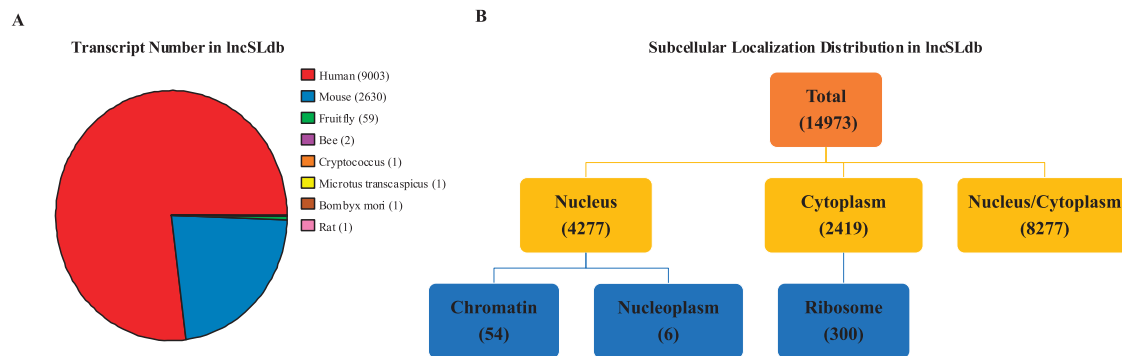 A
Transcript Number in lncSLdb
Human (9003)
Mouse (2630)
Fruitfly (59)
Bee (2)
Cryptococcus (1)
Microtus transcaspicus (1)
Bombyx mori (1)
Rat (1)
B
Subcellular Localization Distribution in lncSLdb
Total
(14973)
Nucleus
(4277)
Cytoplasm
(2419)
Nucleus/Cytoplasm
(8277)
Chromatin
(54)
Nucleoplasm
(6)
Ribosome
(300)